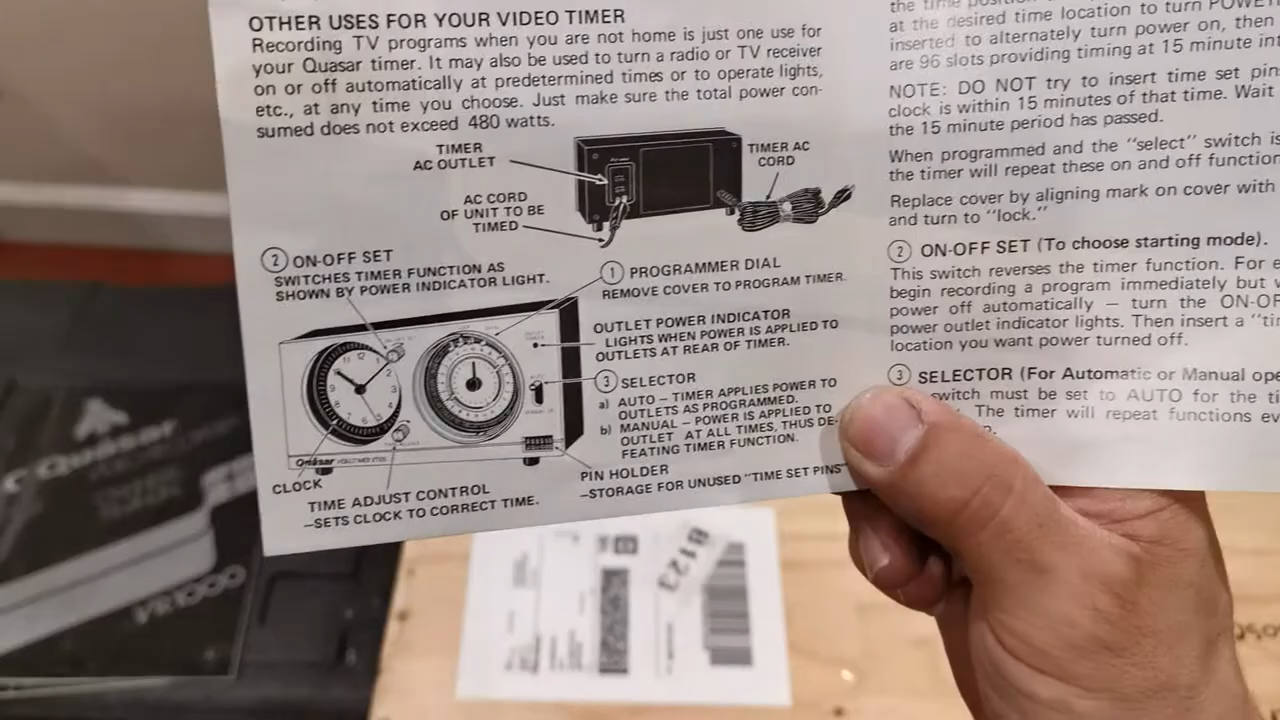 OTHER USES FOR YOUR VIDEO TIMER
Recording TV programs when you are not home is just one use for
your Quasar timer. It may also be used to turn a radio or TV receiver
on or off automatically at predetermined times or to operate lights,
etc., at any time you choose. Just make sure the total power con-
sumed does not exceed 480 watts.
TIMER
AC OUTLET
TIMER AC
CORD
AC CORD
OF UNIT TO BE
TIMED
2 ON-OFF SET
SWITCHES TIMER FUNCTION AS
SHOWN BY POWER INDICATOR LIGHT.
1 PROGRAMMER DIAL
REMOVE COVER TO PROGRAM TIMER.
OUTLET POWER INDICATOR
LIGHTS WHEN POWER IS APPLIED TO
OUTLETS AT REAR OF TIMER.
3 SELECTOR
a) AUTO – TIMER APPLIES POWER TO
OUTLETS AS PROGRAMMED.
b) MANUAL – POWER IS APPLIED TO
OUTLET AT ALL TIMES, THUS DE-
FEATING TIMER FUNCTION.
PIN HOLDER
–STORAGE FOR UNUSED "TIME SET PINS"
Quasar
CLOCK
TIME ADJUST CONTROL
–SETS CLOCK TO CORRECT TIME.
the time position
at the desired time location to turn POWER
inserted to alternately turn power on, then
are 96 slots providing timing at 15 minute
NOTE: DO NOT try to insert time set pins
clock is within 15 minutes of that time. Wait
the 15 minute period has passed.
When programmed and the "select" switch is
the timer will repeat these on and off
Replace cover by aligning mark on cover with
and turn to "lock."
2 ON-OFF SET (To choose starting mode).
This switch reverses the timer function. For
begin recording a program immediately but
power off automatically – turn the
power outlet indicator lights. Then insert a
location you want power turned off.
3 SELECTOR (For Automatic or Manual
switch must be set to AUTO for the
The timer will repeat functions
Quasar
VR1000
B123